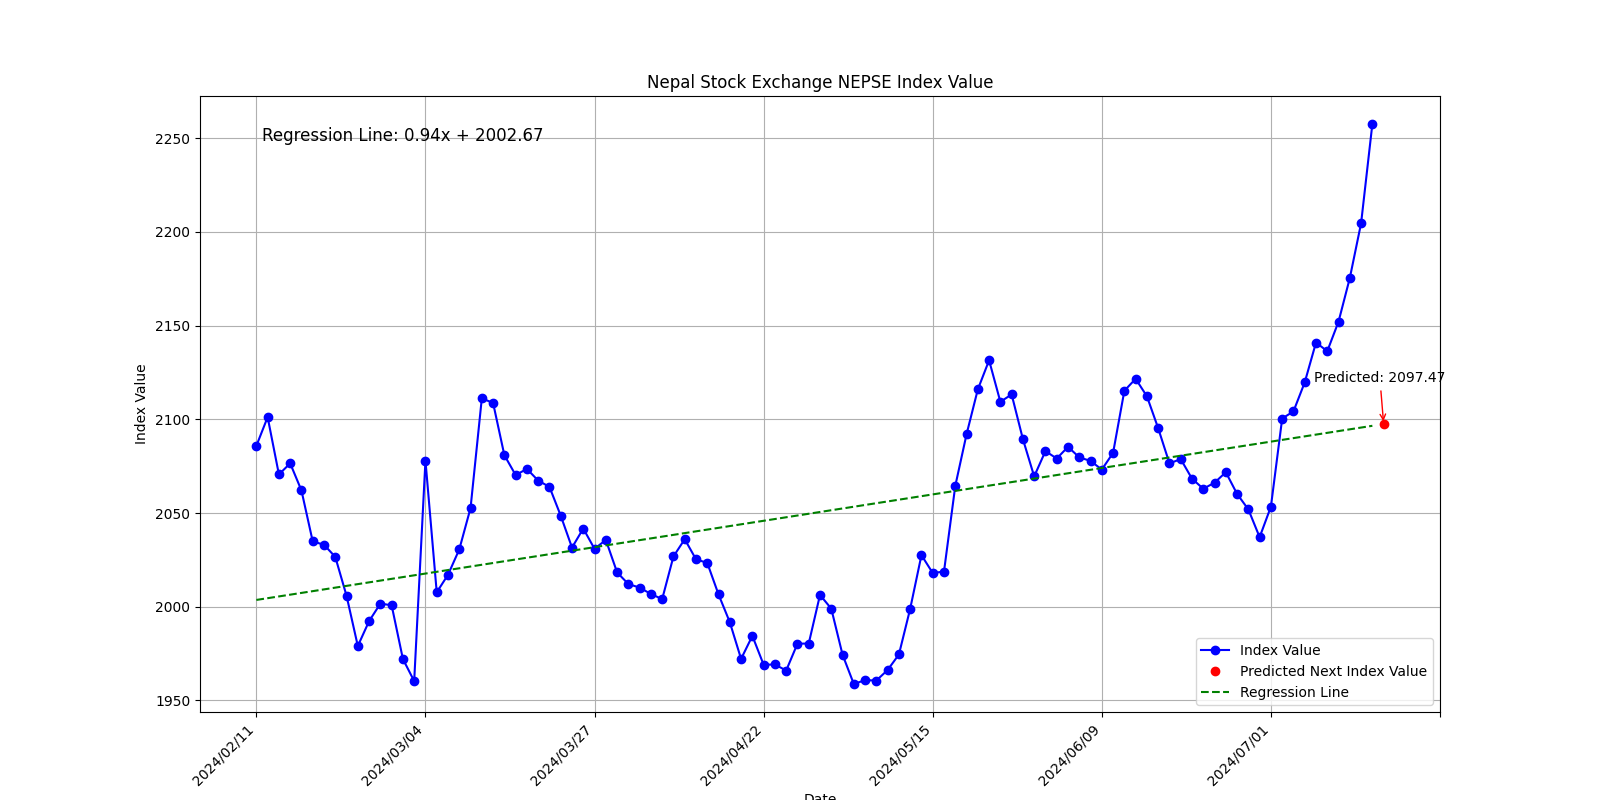 Nepal Stock Exchange NEPSE Index Value
Regression Line: 0.94x + 2002.67
2250
2200
2150
2100
2050
2000
1950
Index Value
Predicted: 2097.47
Index Value
Predicted Next Index Value
Regression Line
2024/02/11
2024/03/04
2024/03/27
2024/04/22
2024/05/15
2024/06/09
2024/07/01
Date